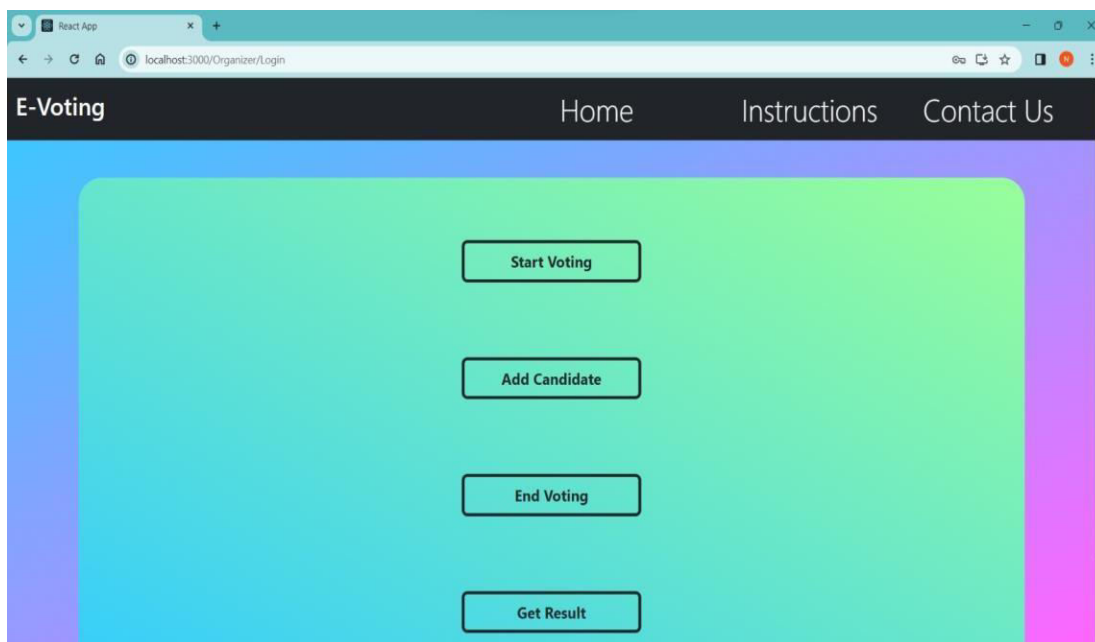 React App
localhost:3000/Organizer/Login
N
E-Voting Home Instructions Contact Us
Start Voting
Add Candidate
End Voting
Get Result